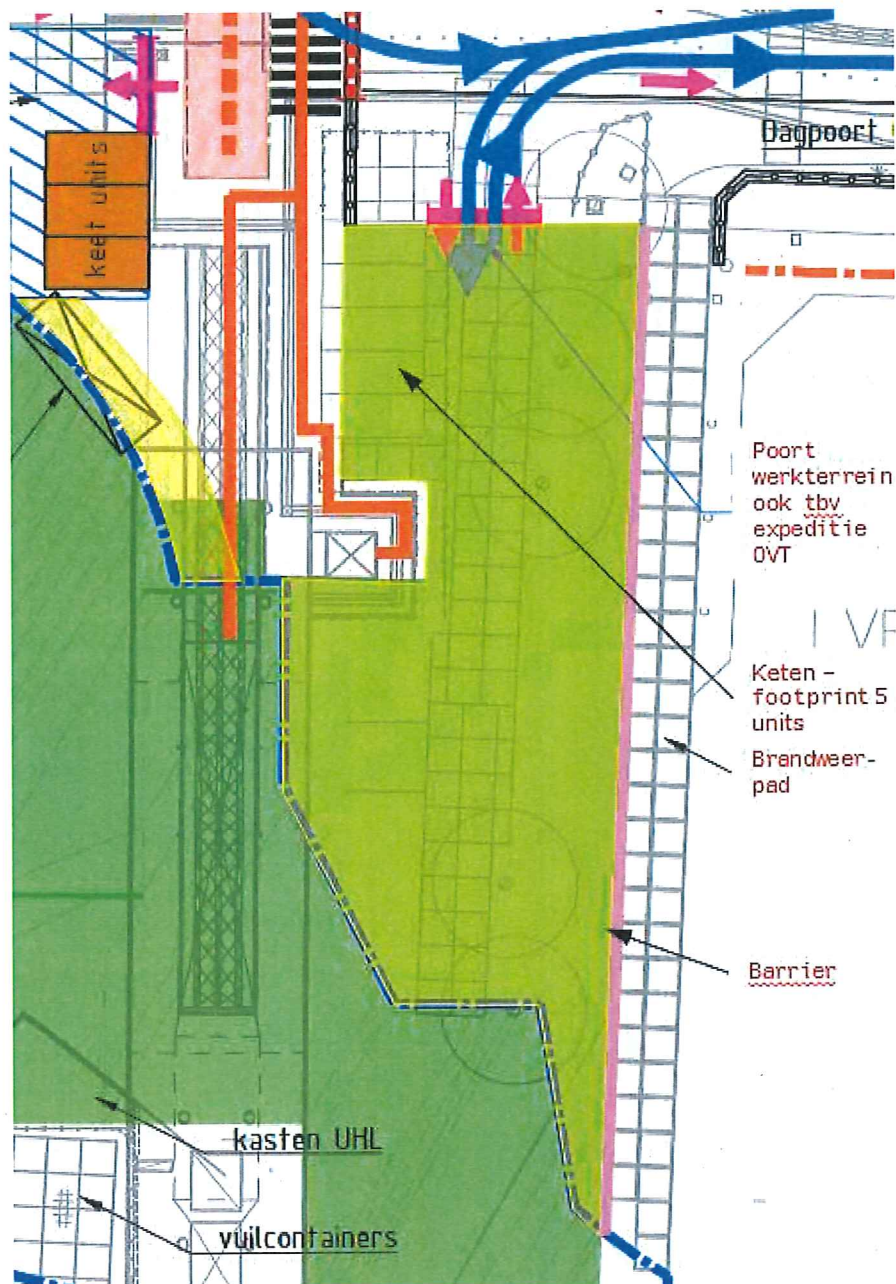 Dagpoort
keet units
Poort
werkterrein
ook tbv
expeditie
OVT
Keten –
footprint 5
units
Brandweer-
pad
Barrier
kasten UHL
vuilcontainers